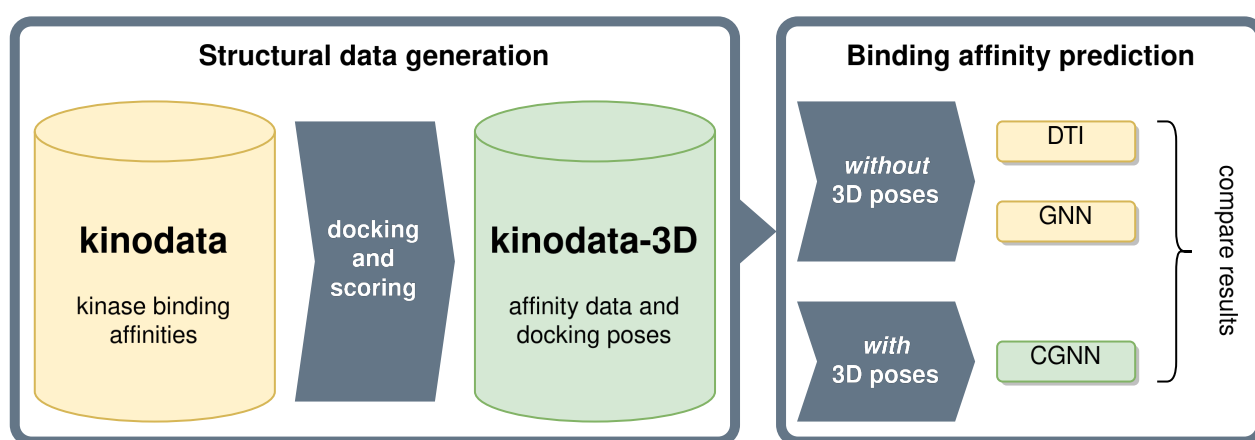 Structural data generation
kinodata
kinase binding
affinities
docking
and
scoring
kinodata-3D
affinity data and
docking poses
Binding affinity prediction
without
3D poses
DTI
GNN
with
3D poses
CGNN
compare results